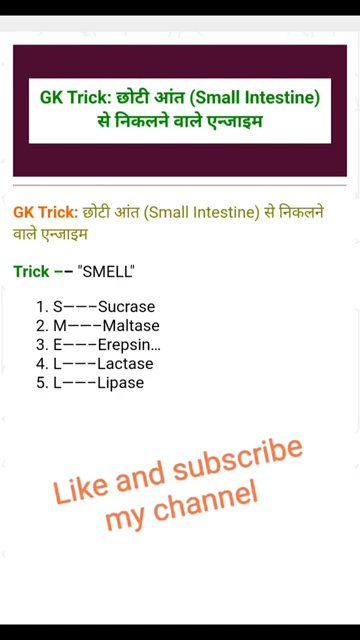 GK Trick: छोटी आंत (Small Intestine)
से निकलने वाले एन्जाइम
GK Trick: छोटी आंत (Small Intestine) से निकलने
वाले एन्जाइम
Trick –– "SMELL"
1. S——–Sucrase
2. M——–Maltase
3. E——–Erepsin...
4. L——–Lactase
5. L——–Lipase
Like and subscribe
my channel